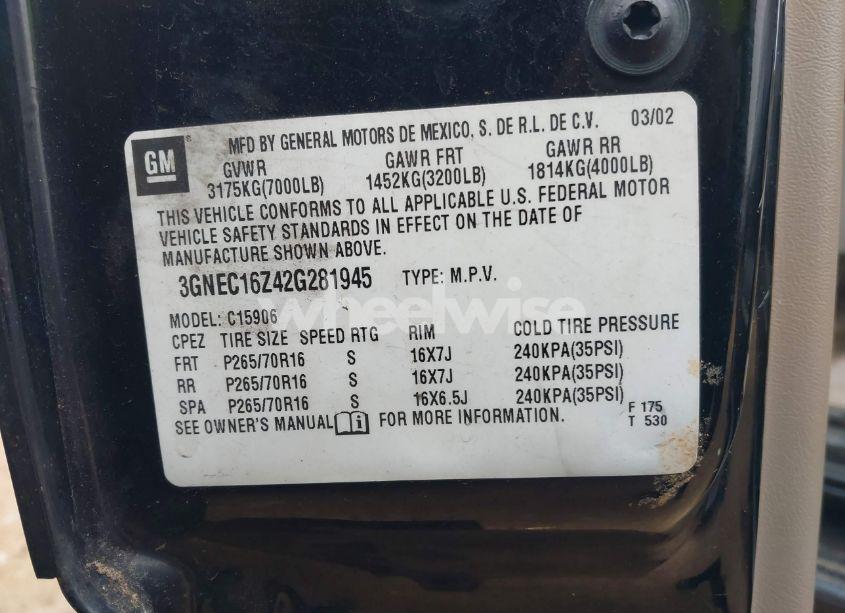 GM
MFD BY GENERAL MOTORS DE MEXICO, S. DE R.L. DE C.V. 03/02
GVWR GAWR FRT GAWR RR
3175KG(7000LB) 1452KG(3200LB) 1814KG(4000LB)
THIS VEHICLE CONFORMS TO ALL APPLICABLE U.S. FEDERAL MOTOR
VEHICLE SAFETY STANDARDS IN EFFECT ON THE DATE OF
MANUFACTURE SHOWN ABOVE.
3GNEC16Z42G281945 TYPE: M.P.V.
wheelwise
MODEL: C15906
CPEZ TIRE SIZE SPEED RTG RIM COLD TIRE PRESSURE
FRT P265/70R16 S 16X7J 240KPA(35PSI)
RR P265/70R16 S 16X7J 240KPA(35PSI)
SPA P265/70R16 S 16X6.5J 240KPA(35PSI)
SEE OWNER'S MANUAL i FOR MORE INFORMATION.
F 175
T 530